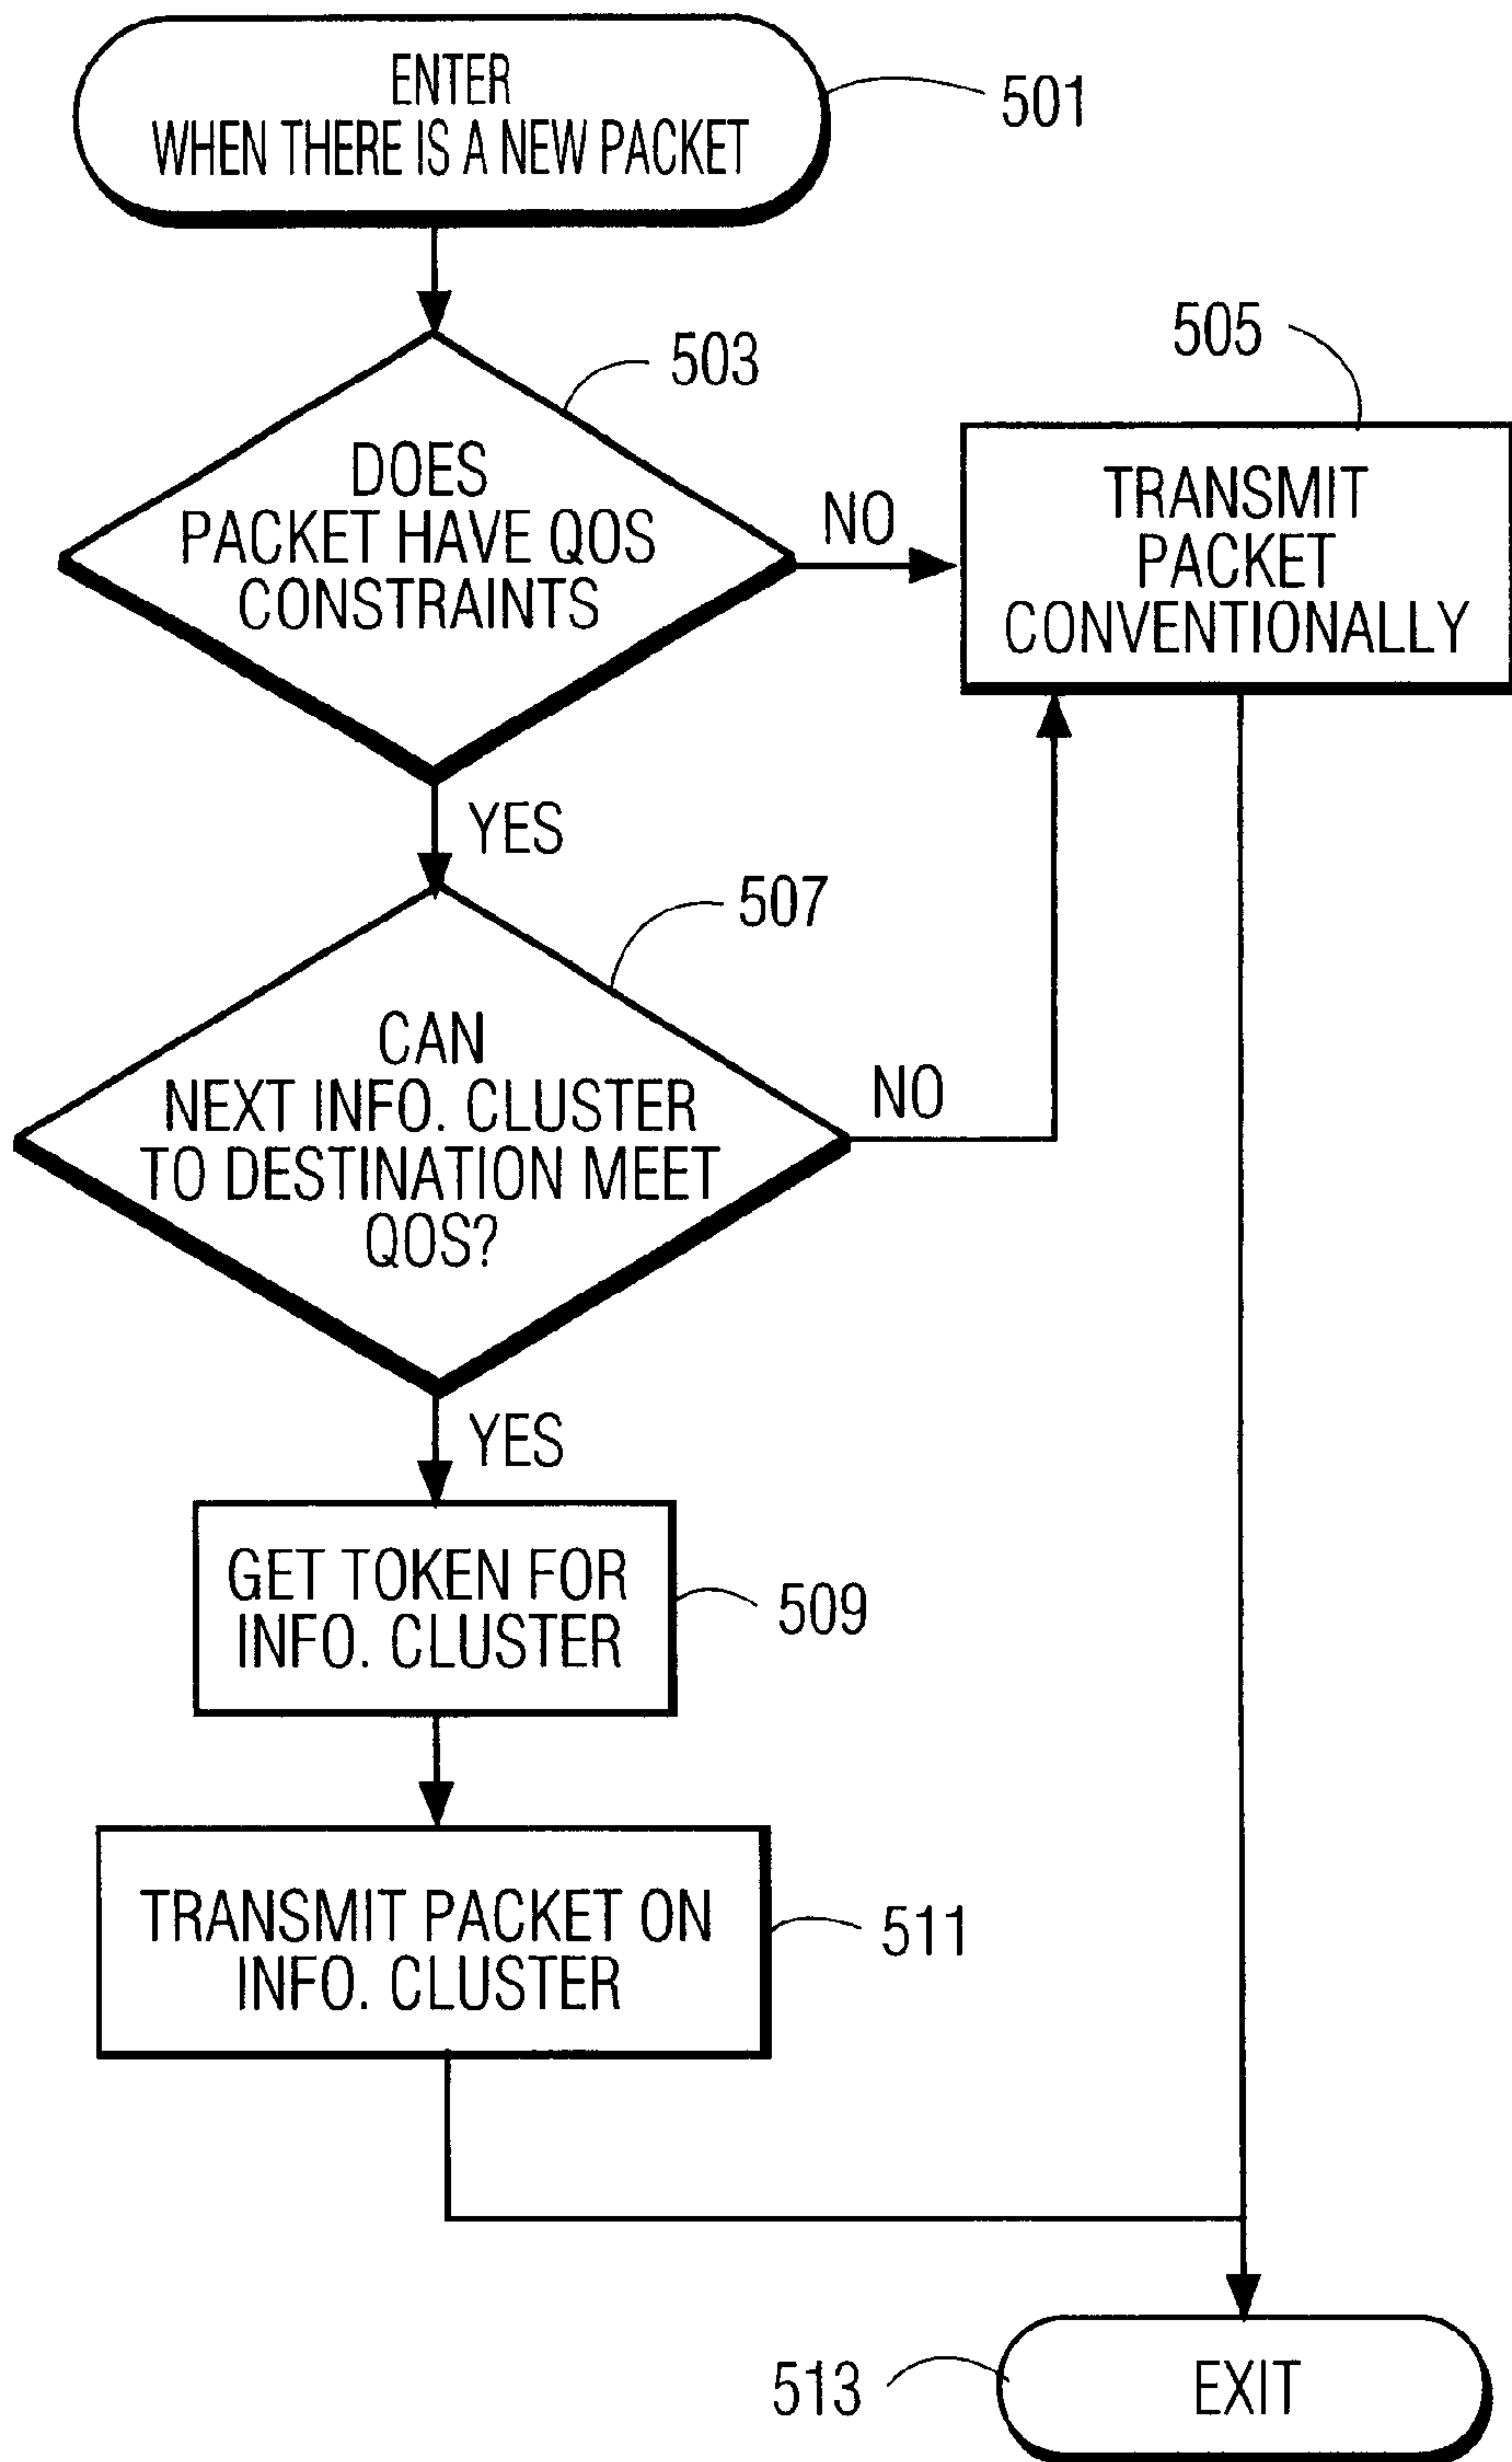 ENTER
WHEN THERE IS A NEW PACKET
501
503
DOES
PACKET HAVE QOS
CONSTRAINTS
NO
505
TRANSMIT
PACKET
CONVENTIONALLY
YES
507
CAN
NEXT INFO. CLUSTER
TO DESTINATION MEET
QOS?
NO
YES
GET TOKEN FOR
INFO. CLUSTER
509
TRANSMIT PACKET ON
INFO. CLUSTER
511
513
EXIT